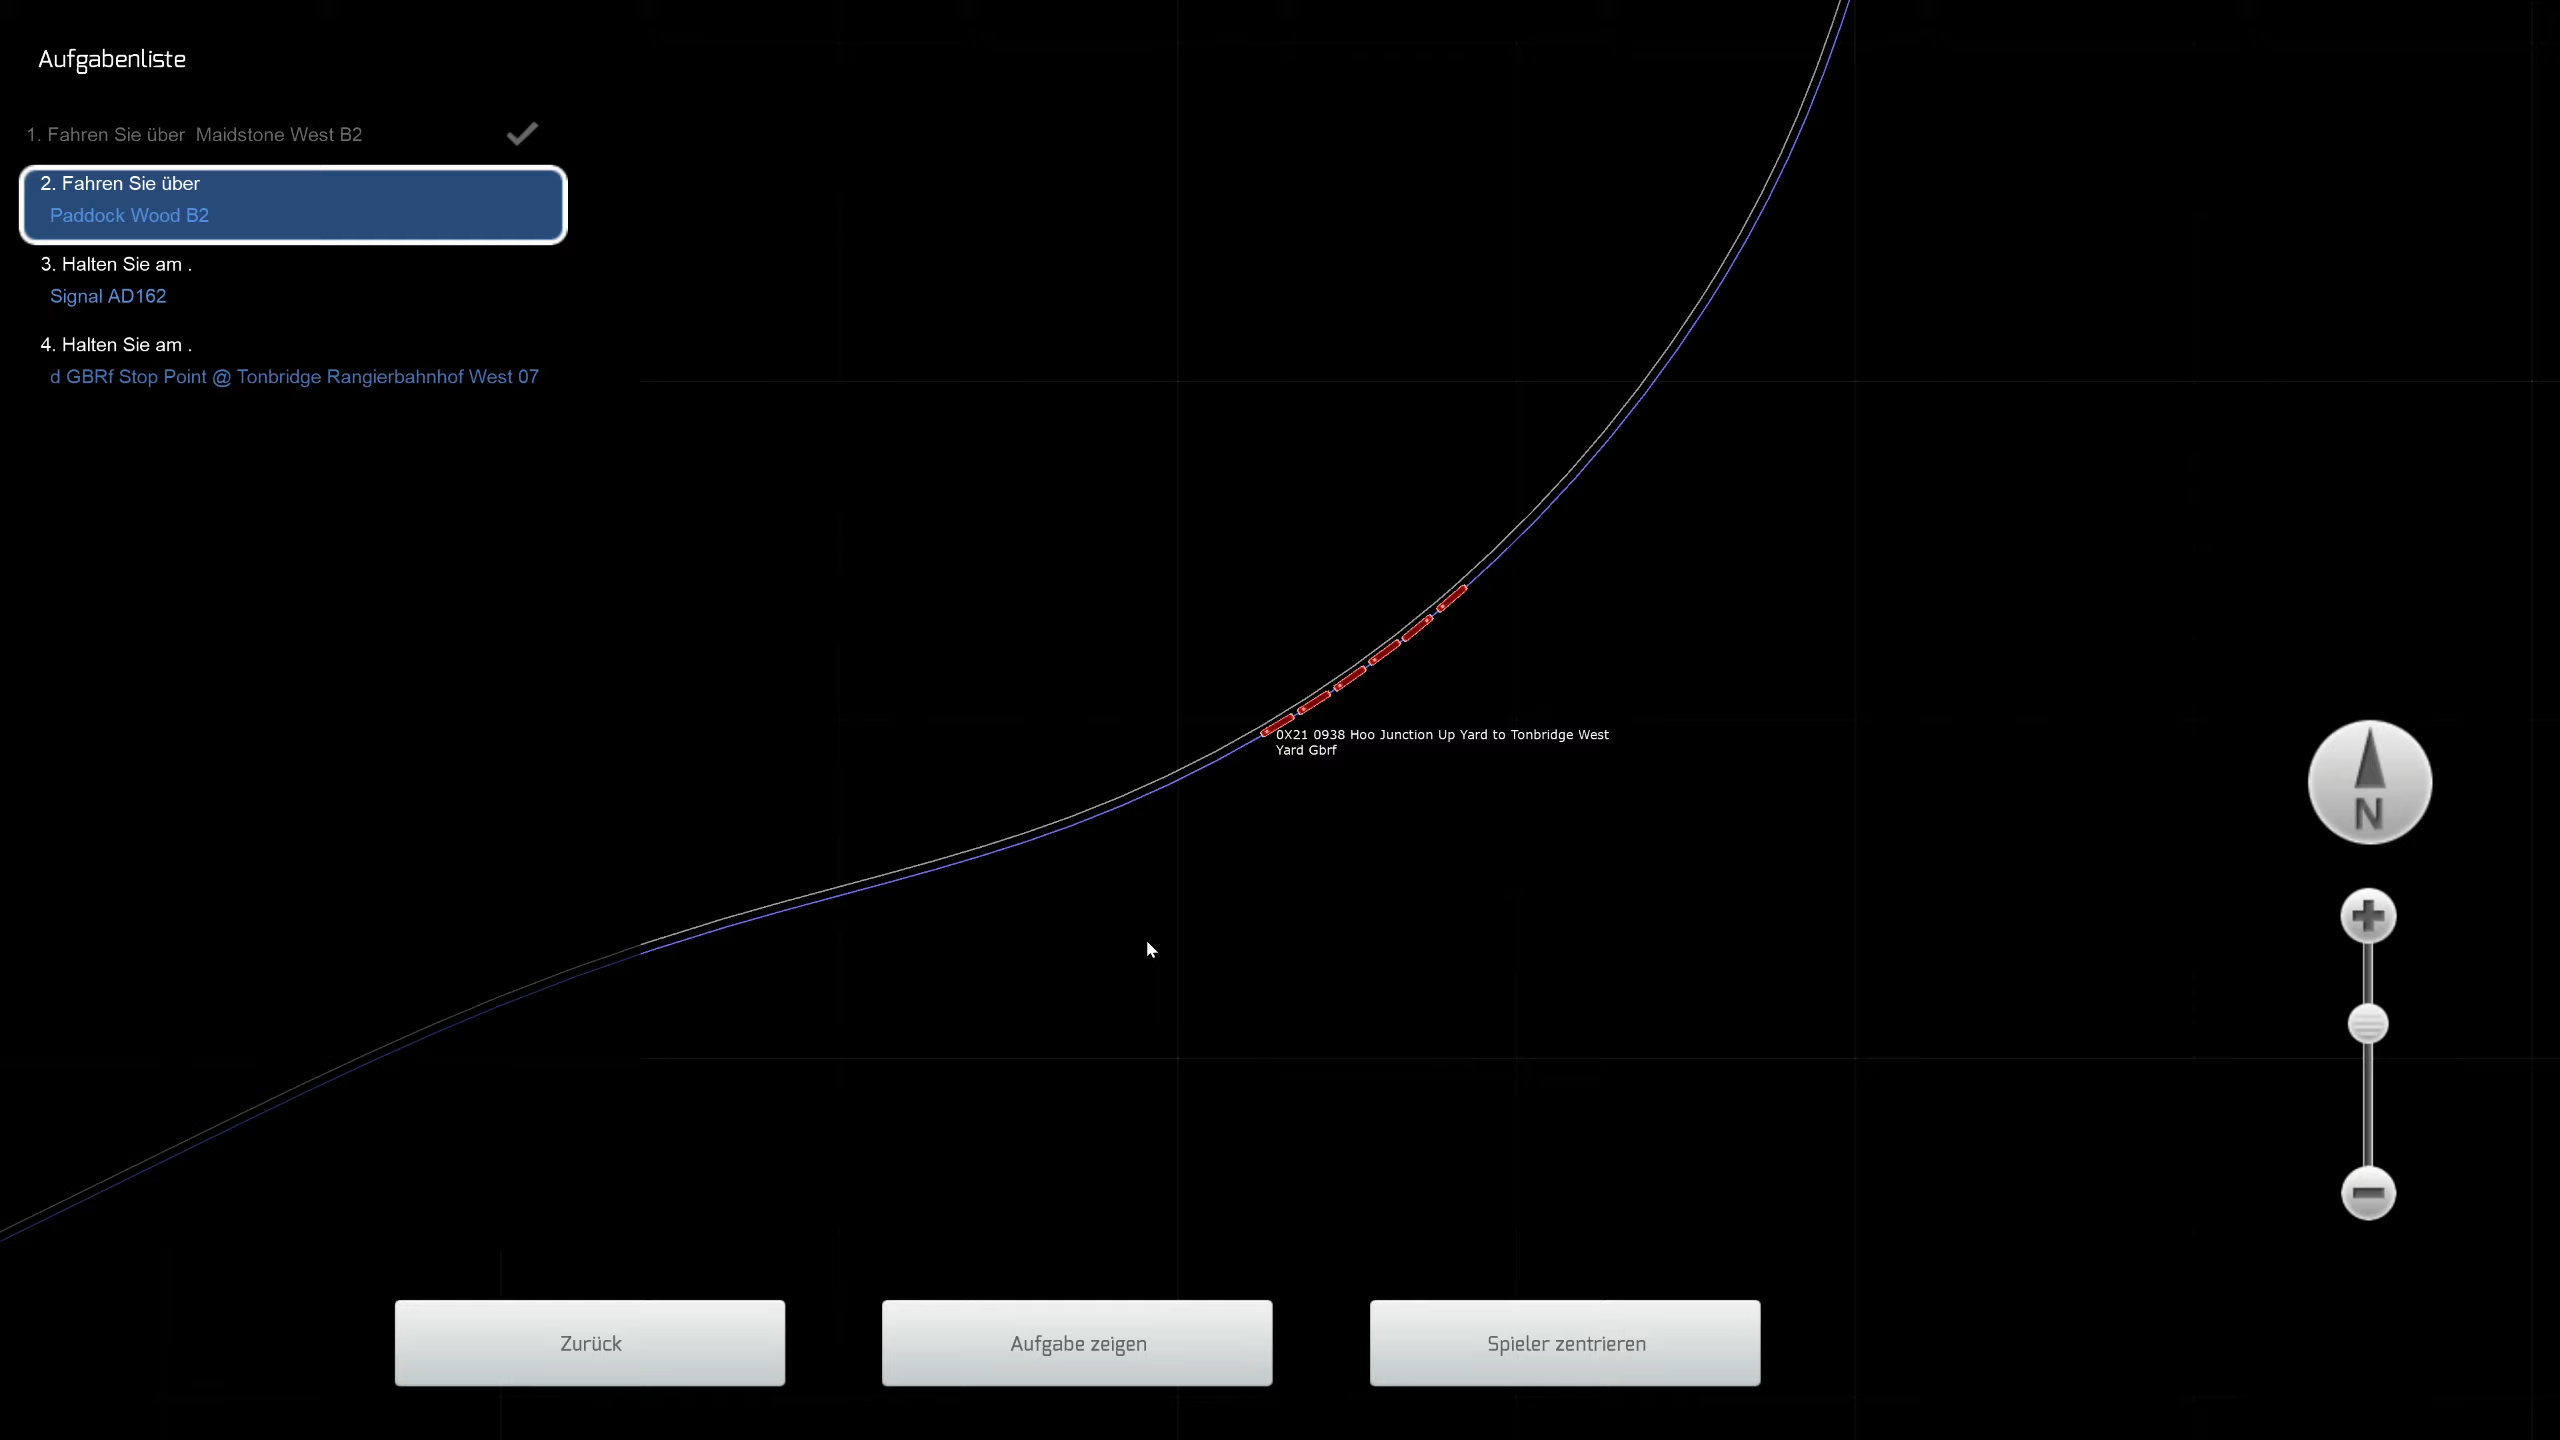 Aufgabenliste
1. Fahren Sie über  Maidstone West B2
2. Fahren Sie über
Paddock Wood B2
3. Halten Sie am .
Signal AD162
4. Halten Sie am .
d GBRf Stop Point @ Tonbridge Rangierbahnhof West 07
0X21 0938 Hoo Junction Up Yard to Tonbridge West
Yard Gbrf
N
Zurück
Aufgabe zeigen
Spieler zentrieren